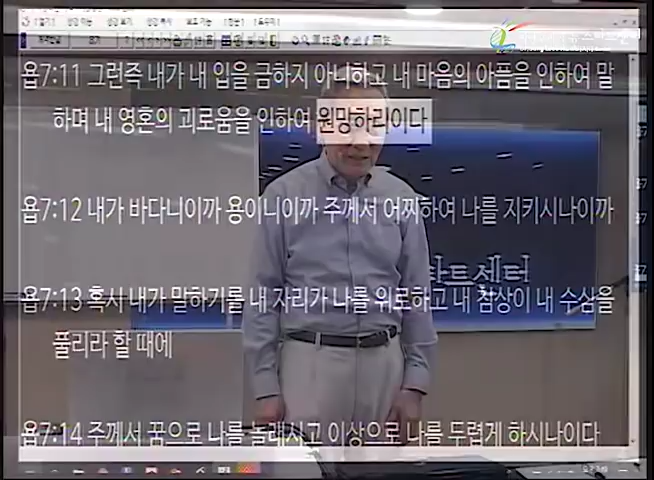 욥7:11 그런즉 내가 내 입을 금하지 아니하고 내 마음의 아픔을 인하여 말
하며 내 영혼의 괴로움을 인하여 원망하리이다
욥7:12 내가 바다니이까 용이니이까 주께서 어찌하여 나를 지키시나이까
센터
욥7:13 혹시 내가 말하기를 내 자리가 나를 위로하고 내 침상이 내 수심을
풀리라 할 때에
욥7:14 주께서 꿈으로 나를 놀래시고 이상으로 나를 두렵게 하시나이다